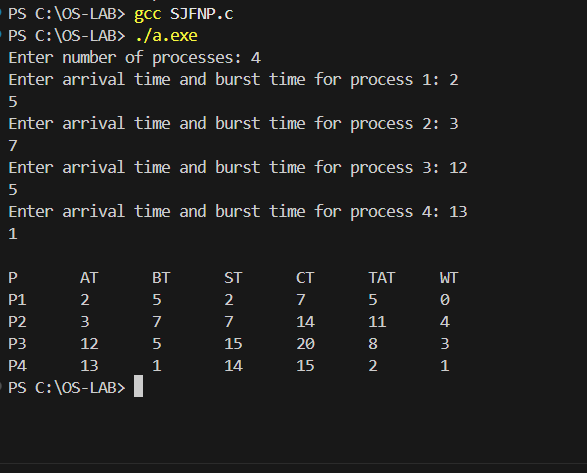 PS C:\OS-LAB> gcc SJFNP.c
PS C:\OS-LAB> ./a.exe
Enter number of processes: 4
Enter arrival time and burst time for process 1: 2
5
Enter arrival time and burst time for process 2: 3
7
Enter arrival time and burst time for process 3: 12
5
Enter arrival time and burst time for process 4: 13
1
P AT BT ST CT TAT WT
P1 2 5 2 7 5 0
P2 3 7 7 14 11 4
P3 12 5 15 20 8 3
P4 13 1 14 15 2 1
PS C:\OS-LAB>